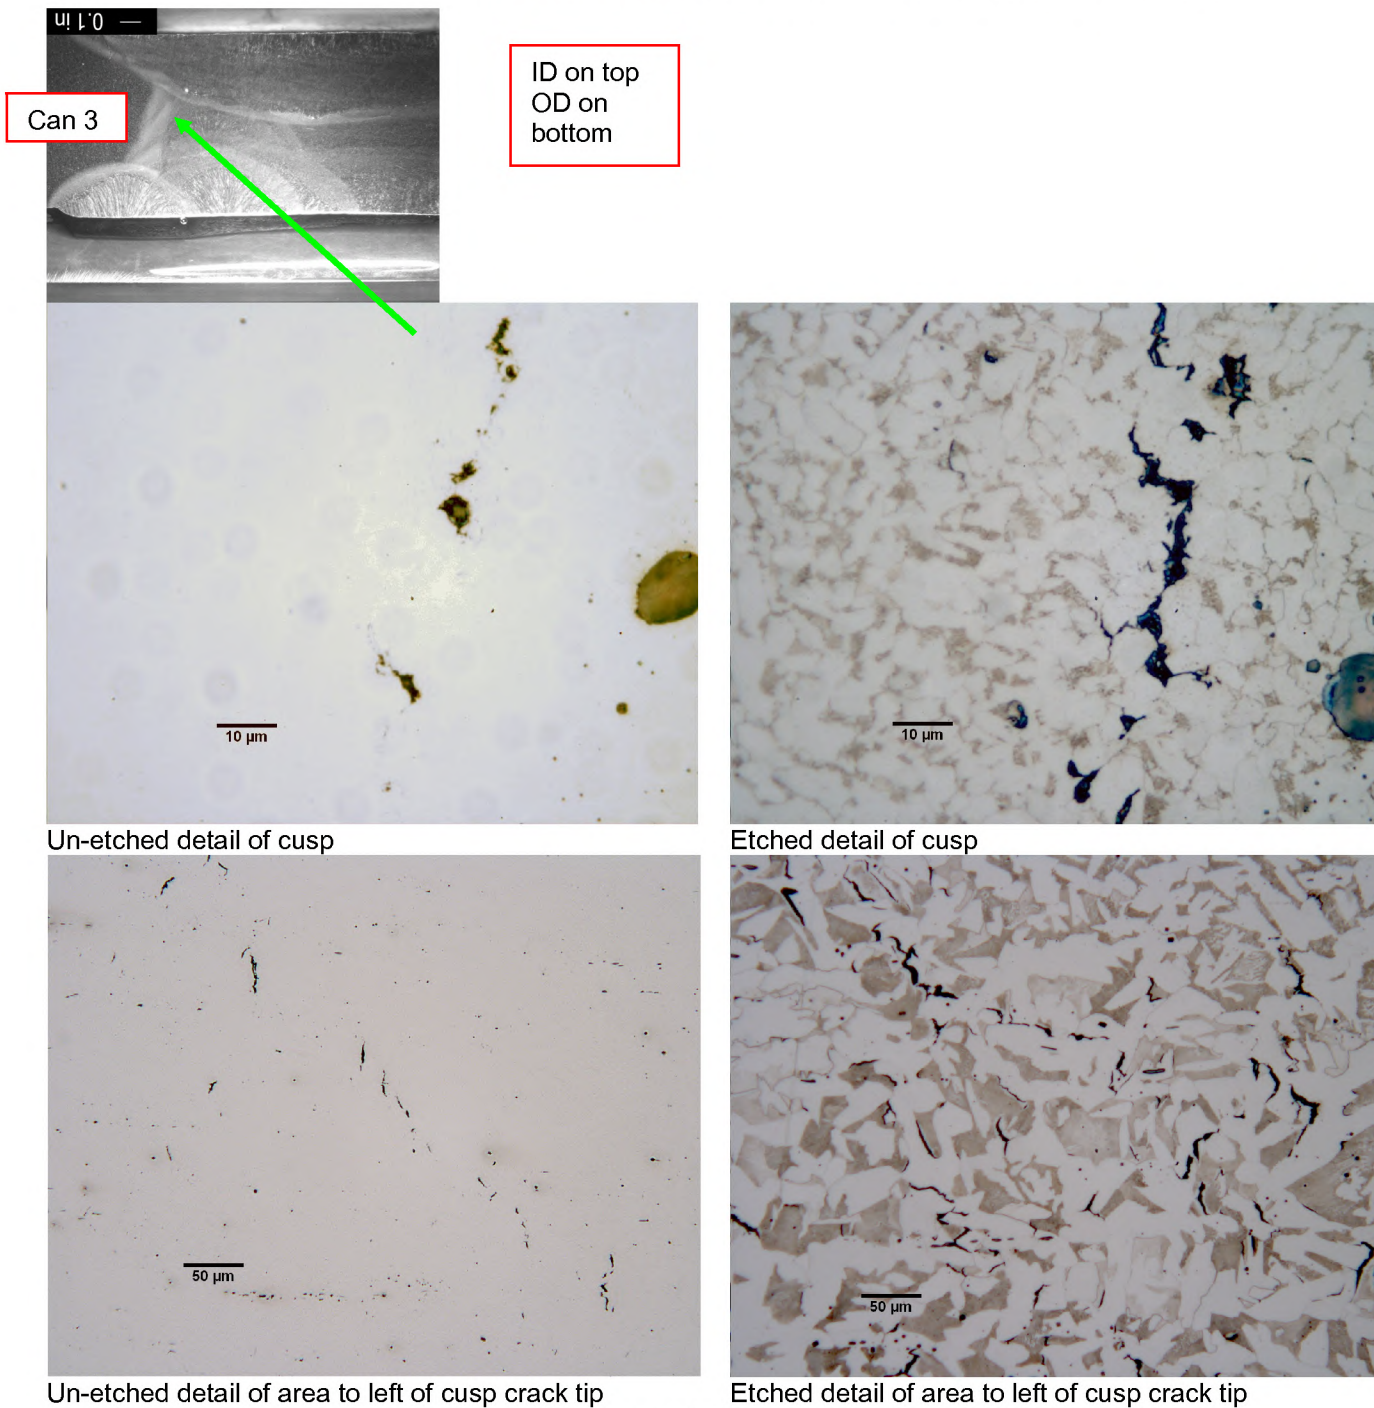 0.1 in
Can 3
ID on top
OD on
bottom
10 µm
10 µm
Un-etched detail of cusp
Etched detail of cusp
50 µm
50 µm
Un-etched detail of area to left of cusp crack tip
Etched detail of area to left of cusp crack tip